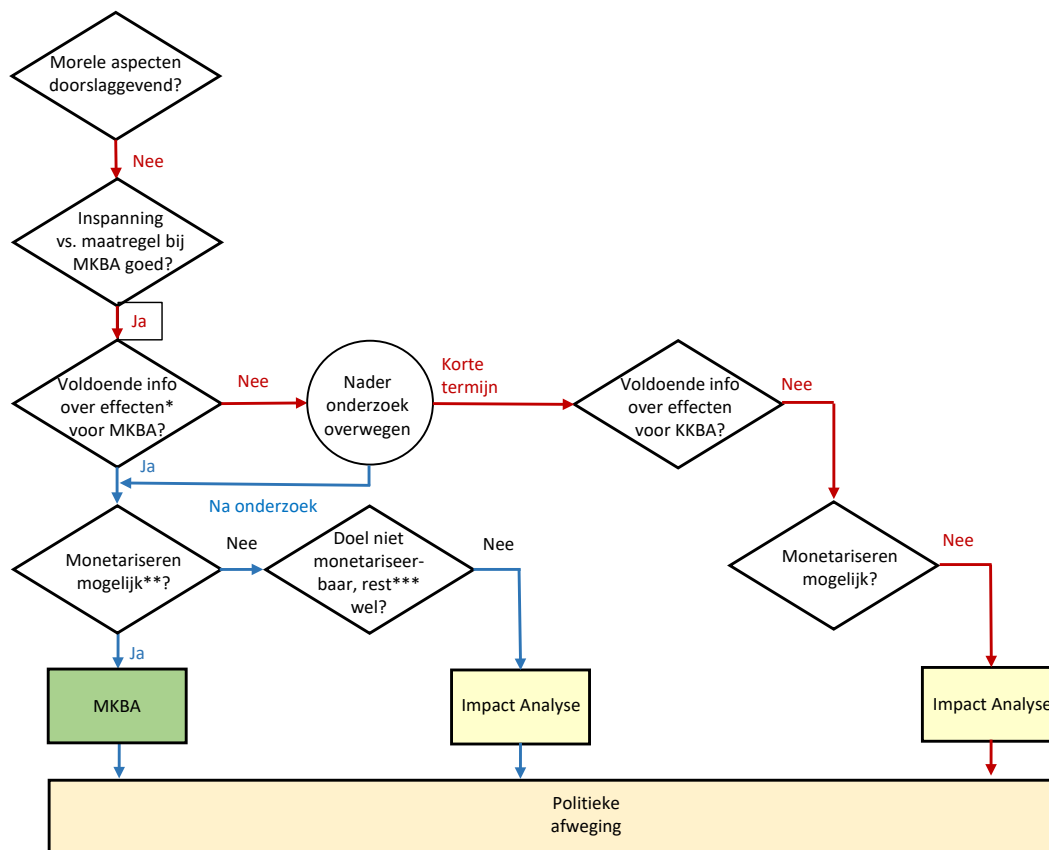 Morele aspecten
doorslaggevend?
Nee
Inspanning
vs. maatregel bij
MKBA goed?
Ja
Voldoende info
over effecten*
voor MKBA?
Nee
Nader
onderzoek
overwegen
Korte
termijn
Voldoende info
over effecten
voor KKBA?
Nee
Ja
Na onderzoek
Monetariseren
mogelijk**?
Nee
Doel niet
monetariseer-
baar, rest***
wel?
Nee
Monetariseren
mogelijk?
Nee
Ja
MKBA
Impact Analyse
Impact Analyse
Politieke
afweging